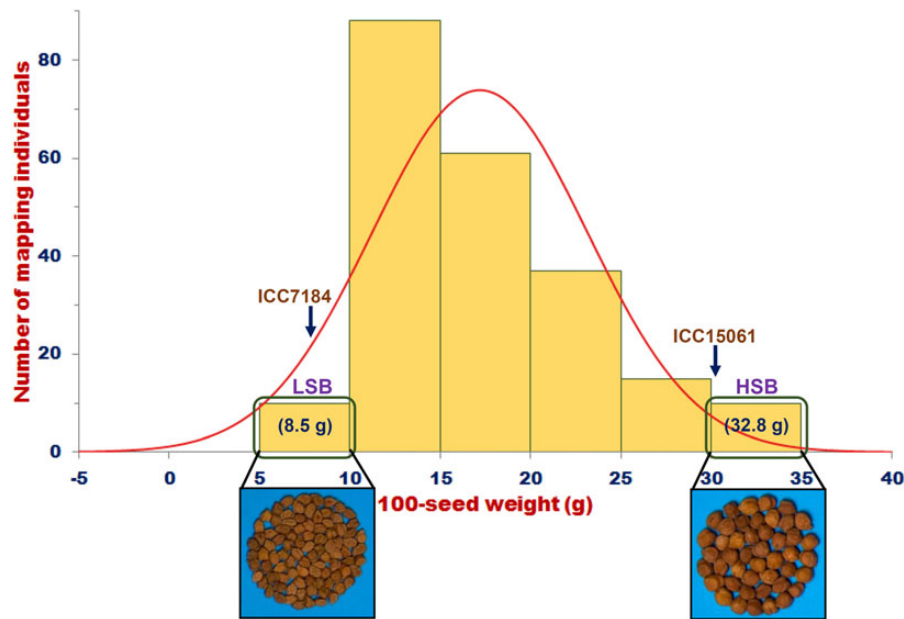 Number of mapping individuals
80
60
40
20
0
ICC7184
ICC15061
LSB
HSB
(8.5 g)
(32.8 g)
-5 0 5 10 15 20 25 30 35 40
100-seed weight (g)